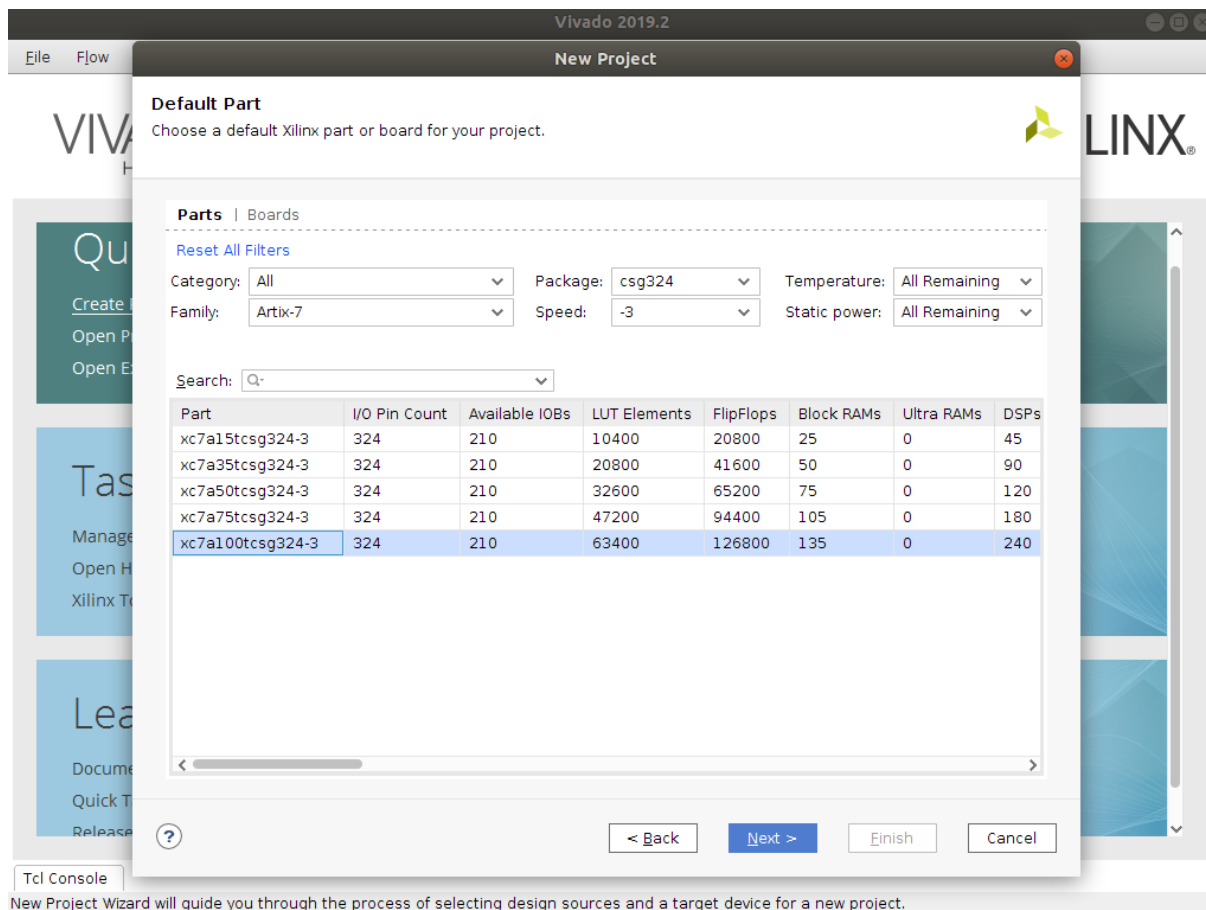 Vivado 2019.2
File Flow
New Project
Default Part
Choose a default Xilinx part or board for your project.
VIVA
LINX®
H
Parts | Boards
Reset All Filters
Category: All Package: csg324 Temperature: All Remaining
Family: Artix-7 Speed: -3 Static power: All Remaining
Search:
Part I/O Pin Count Available IOBs LUT Elements FlipFlops Block RAMs Ultra RAMs DSPs
xc7a15tcsg324-3 324 210 10400 20800 25 0 45
xc7a35tcsg324-3 324 210 20800 41600 50 0 90
xc7a50tcsg324-3 324 210 32600 65200 75 0 120
xc7a75tcsg324-3 324 210 47200 94400 105 0 180
xc7a100tcsg324-3 324 210 63400 126800 135 0 240
Qu
Create
Open P
Open E
Tas
Manage
Open H
Xilinx To
Lea
Docume
Quick T
Release
? < Back Next > Finish Cancel
Tcl Console
New Project Wizard will guide you through the process of selecting design sources and a target device for a new project.